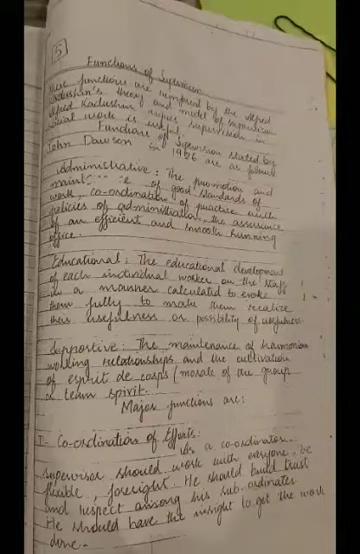 5
Functions of Supervision
These functions are inspired by the Alfred
Kadushin's theory and model of supervision
Alfred Kadushin supervision in
social work is useful.
Functions of Supervision stated by
John Dawson in 1926 are as follows
Administrative: The promotion and
of good standards of
work, co-ordination of practice with
policies of administration, the assurance
of an efficient and smooth running
office.
Educational: The educational development
of each individual worker on the staff
in a manner calculated to evoke
them fully to make them realize
their usefulness or possibility of usefulness
Supportive: The maintenance of harmonious
working relationships and the cultivation
of esprit de corps (morale of the group
team spirit.
Major functions are:
1- Co-ordination of Efforts:
As a co-ordinator
supervisor should work with everyone, be
flexible, foresight. He should build trust
and respect among his sub-ordinates
He should have the insight to get the work
done.